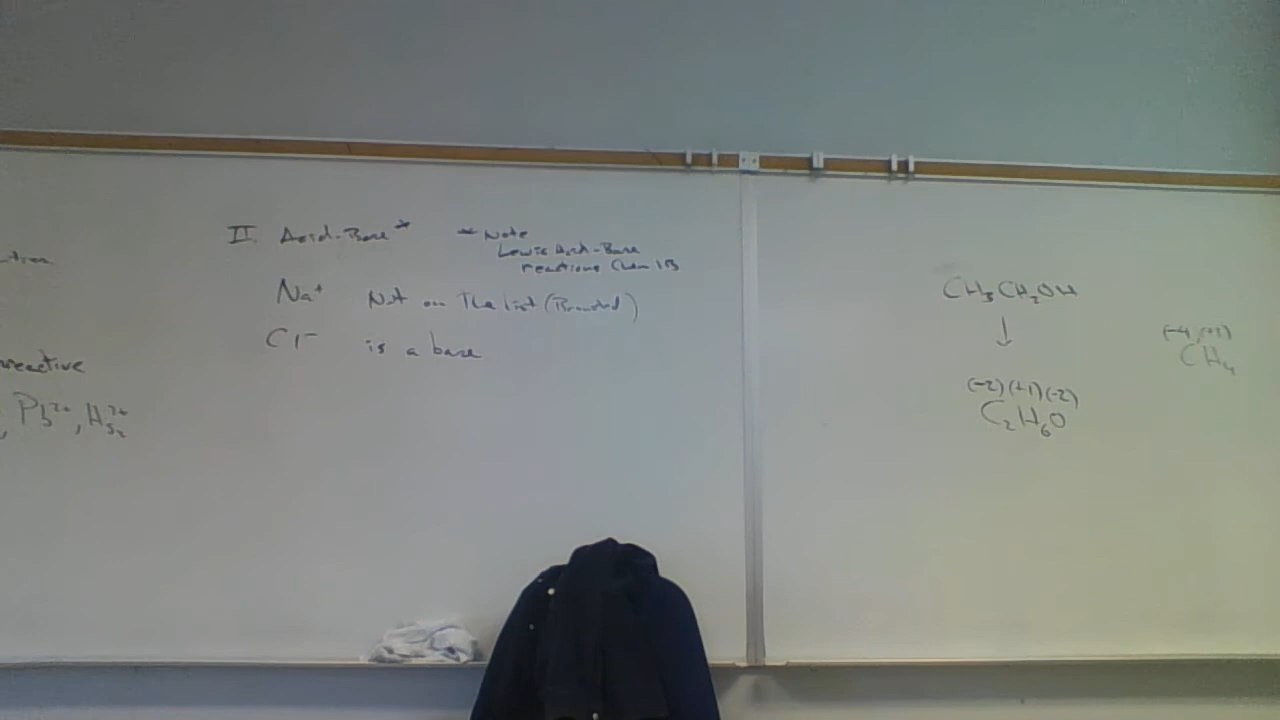 reactive
, Pb²⁺, Hg₂²⁺
II. Acid-Base*
* Note
Lewis Acid-Base
reactions Chem 1B
Na⁺ Not on The list (Bronsted)
Cl⁻ is a base
CH₃CH₂OH
↓
(-2)(+1)(-2)
C₂H₆O
(-4,+1)
CH₄